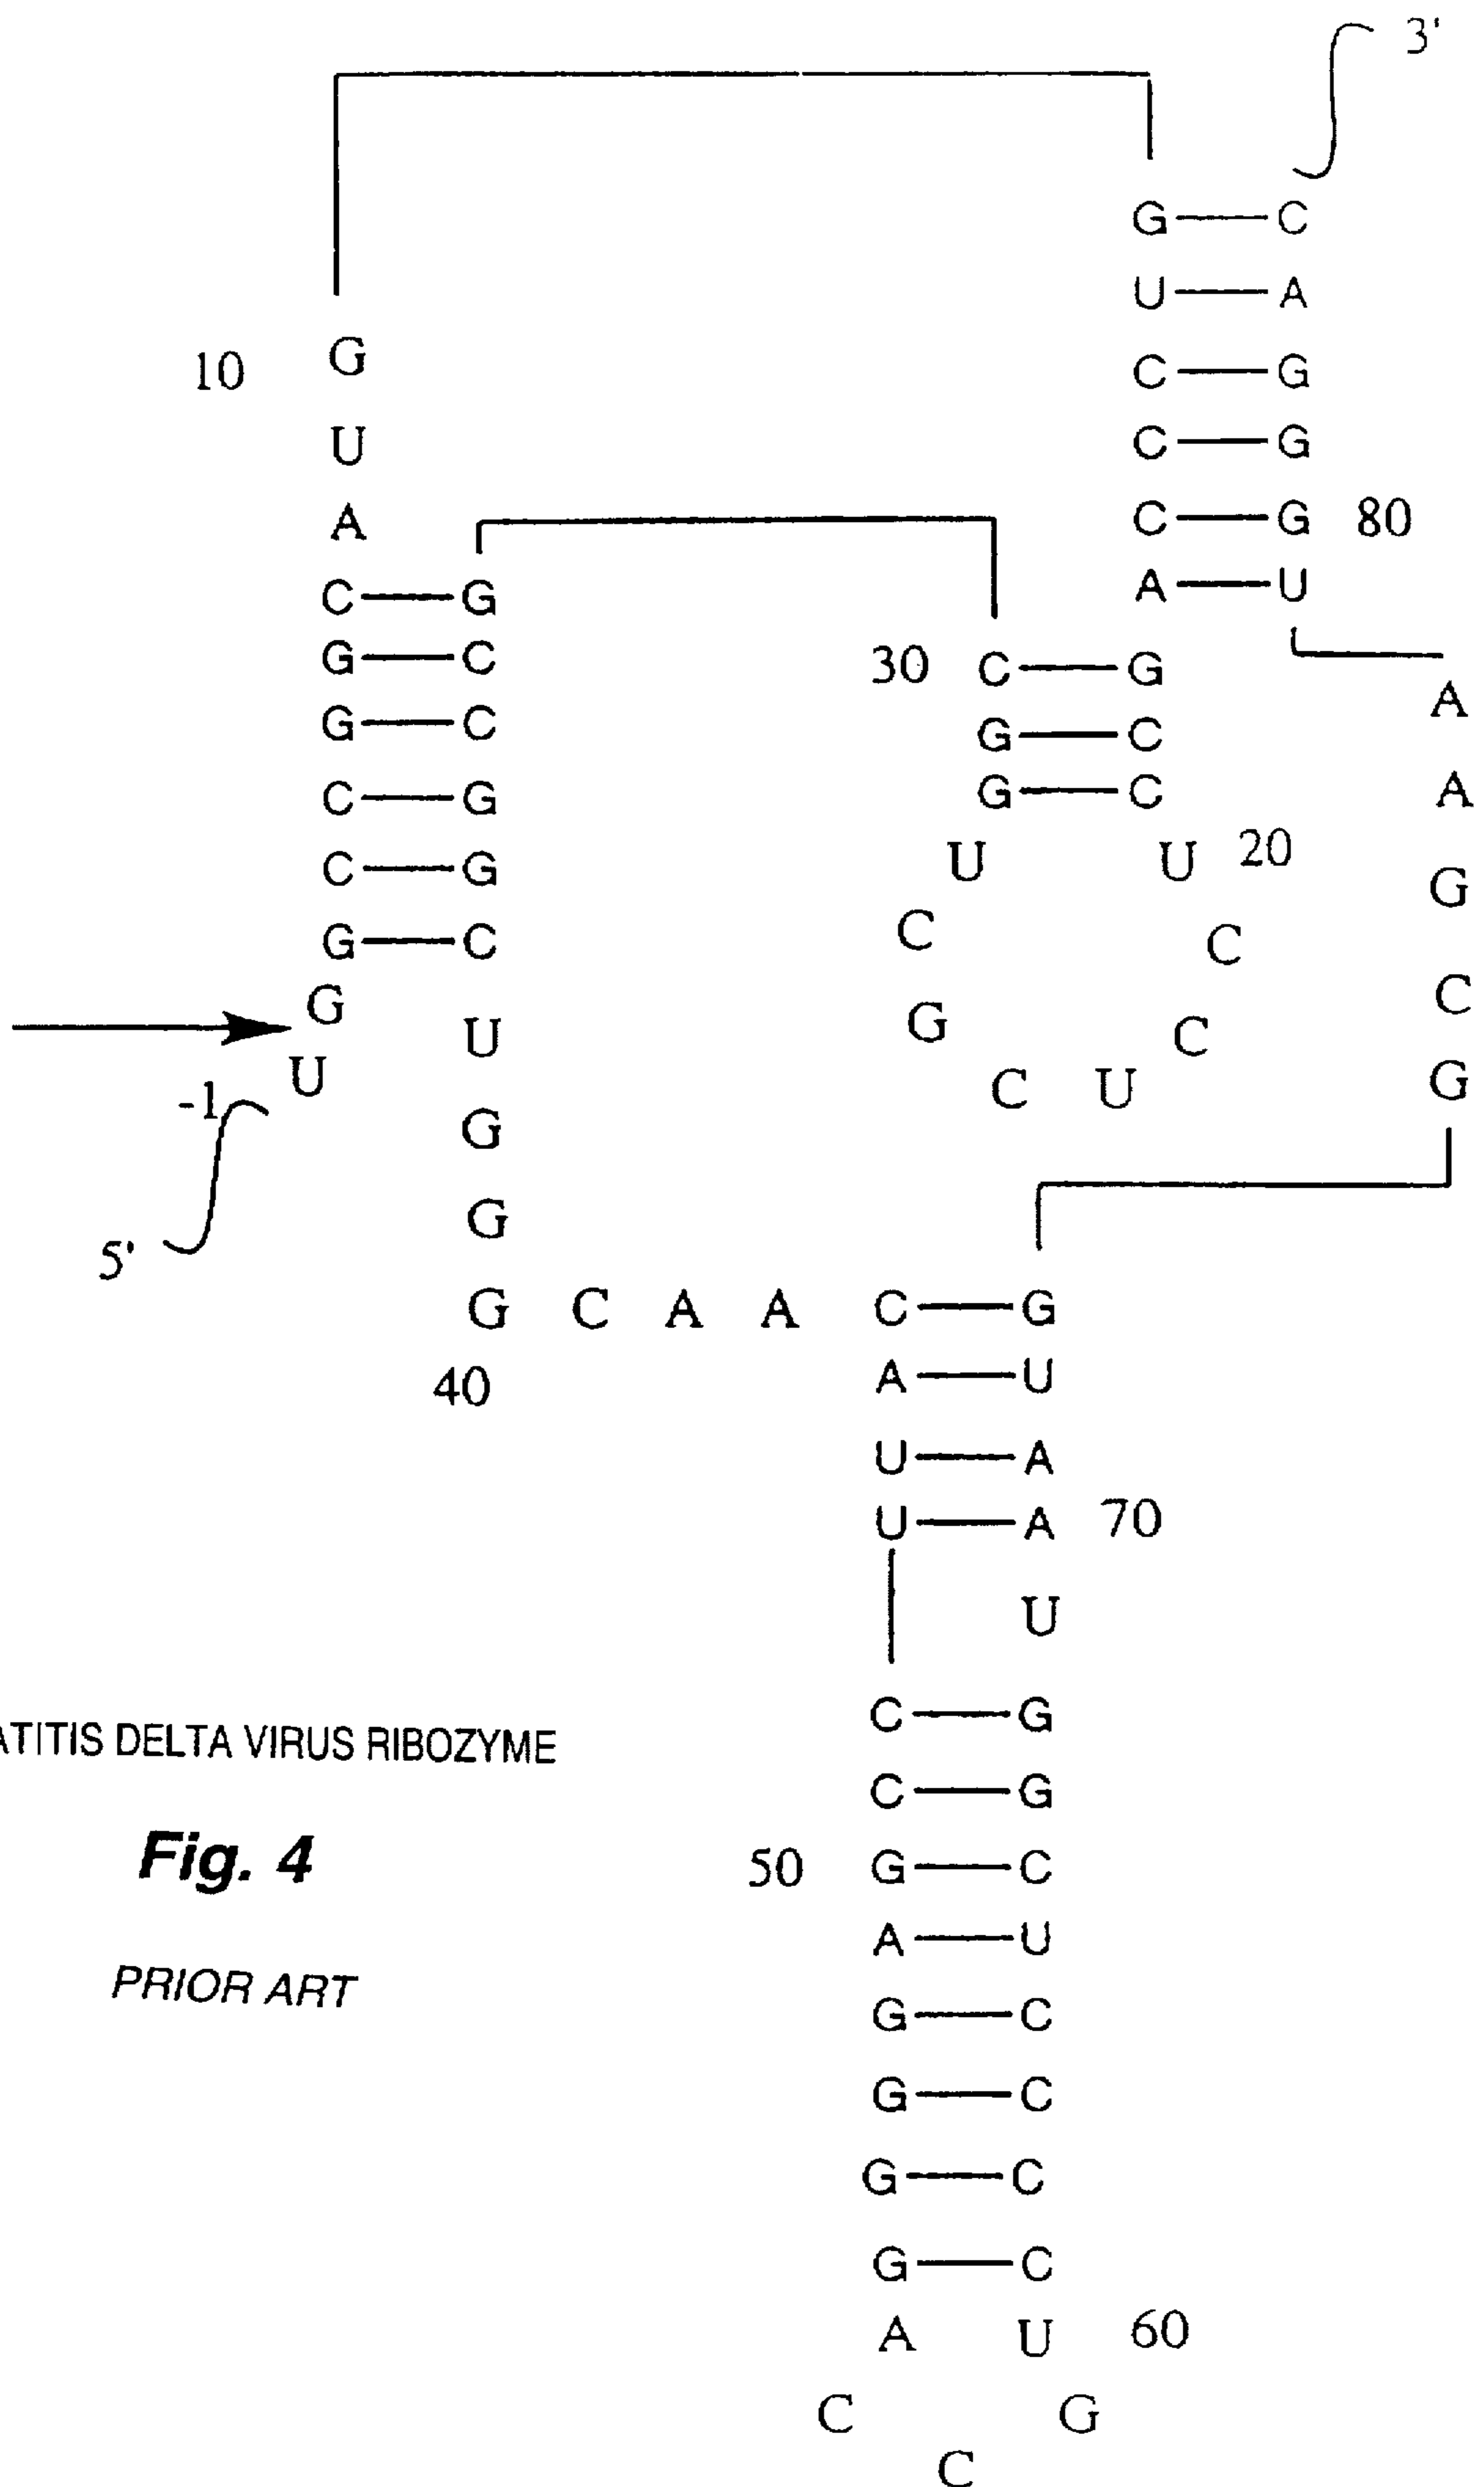 3'
G C
U A
10 G C G
U C G
A C G 80
C G A U
G C 30 C G A
G C G C A
C G G C
C G U U 20 G
G C C C C
G U G C
U C U G
-1 G
5' G
G C A A C G
40 A U
U A
U A 70
U
C G
ATITIS DELTA VIRUS RIBOZYME
C G
Fig. 4
50 G C
A U
PRIOR ART
G C
G C
G C
G C
A U 60
C G
C